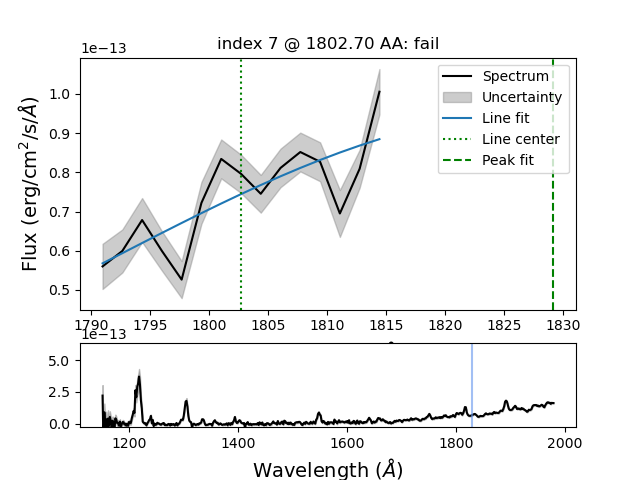 index 7 @ 1802.70 AA: fail
1e−13
Flux (erg/cm²/s/Å)
1.0
0.9
0.8
0.7
0.6
0.5
Spectrum
Uncertainty
Line fit
Line center
Peak fit
1790 1795 1800 1805 1810 1815 1820 1825 1830
1e−13
5.0
2.5
0.0
1200 1400 1600 1800 2000
Wavelength (Å)